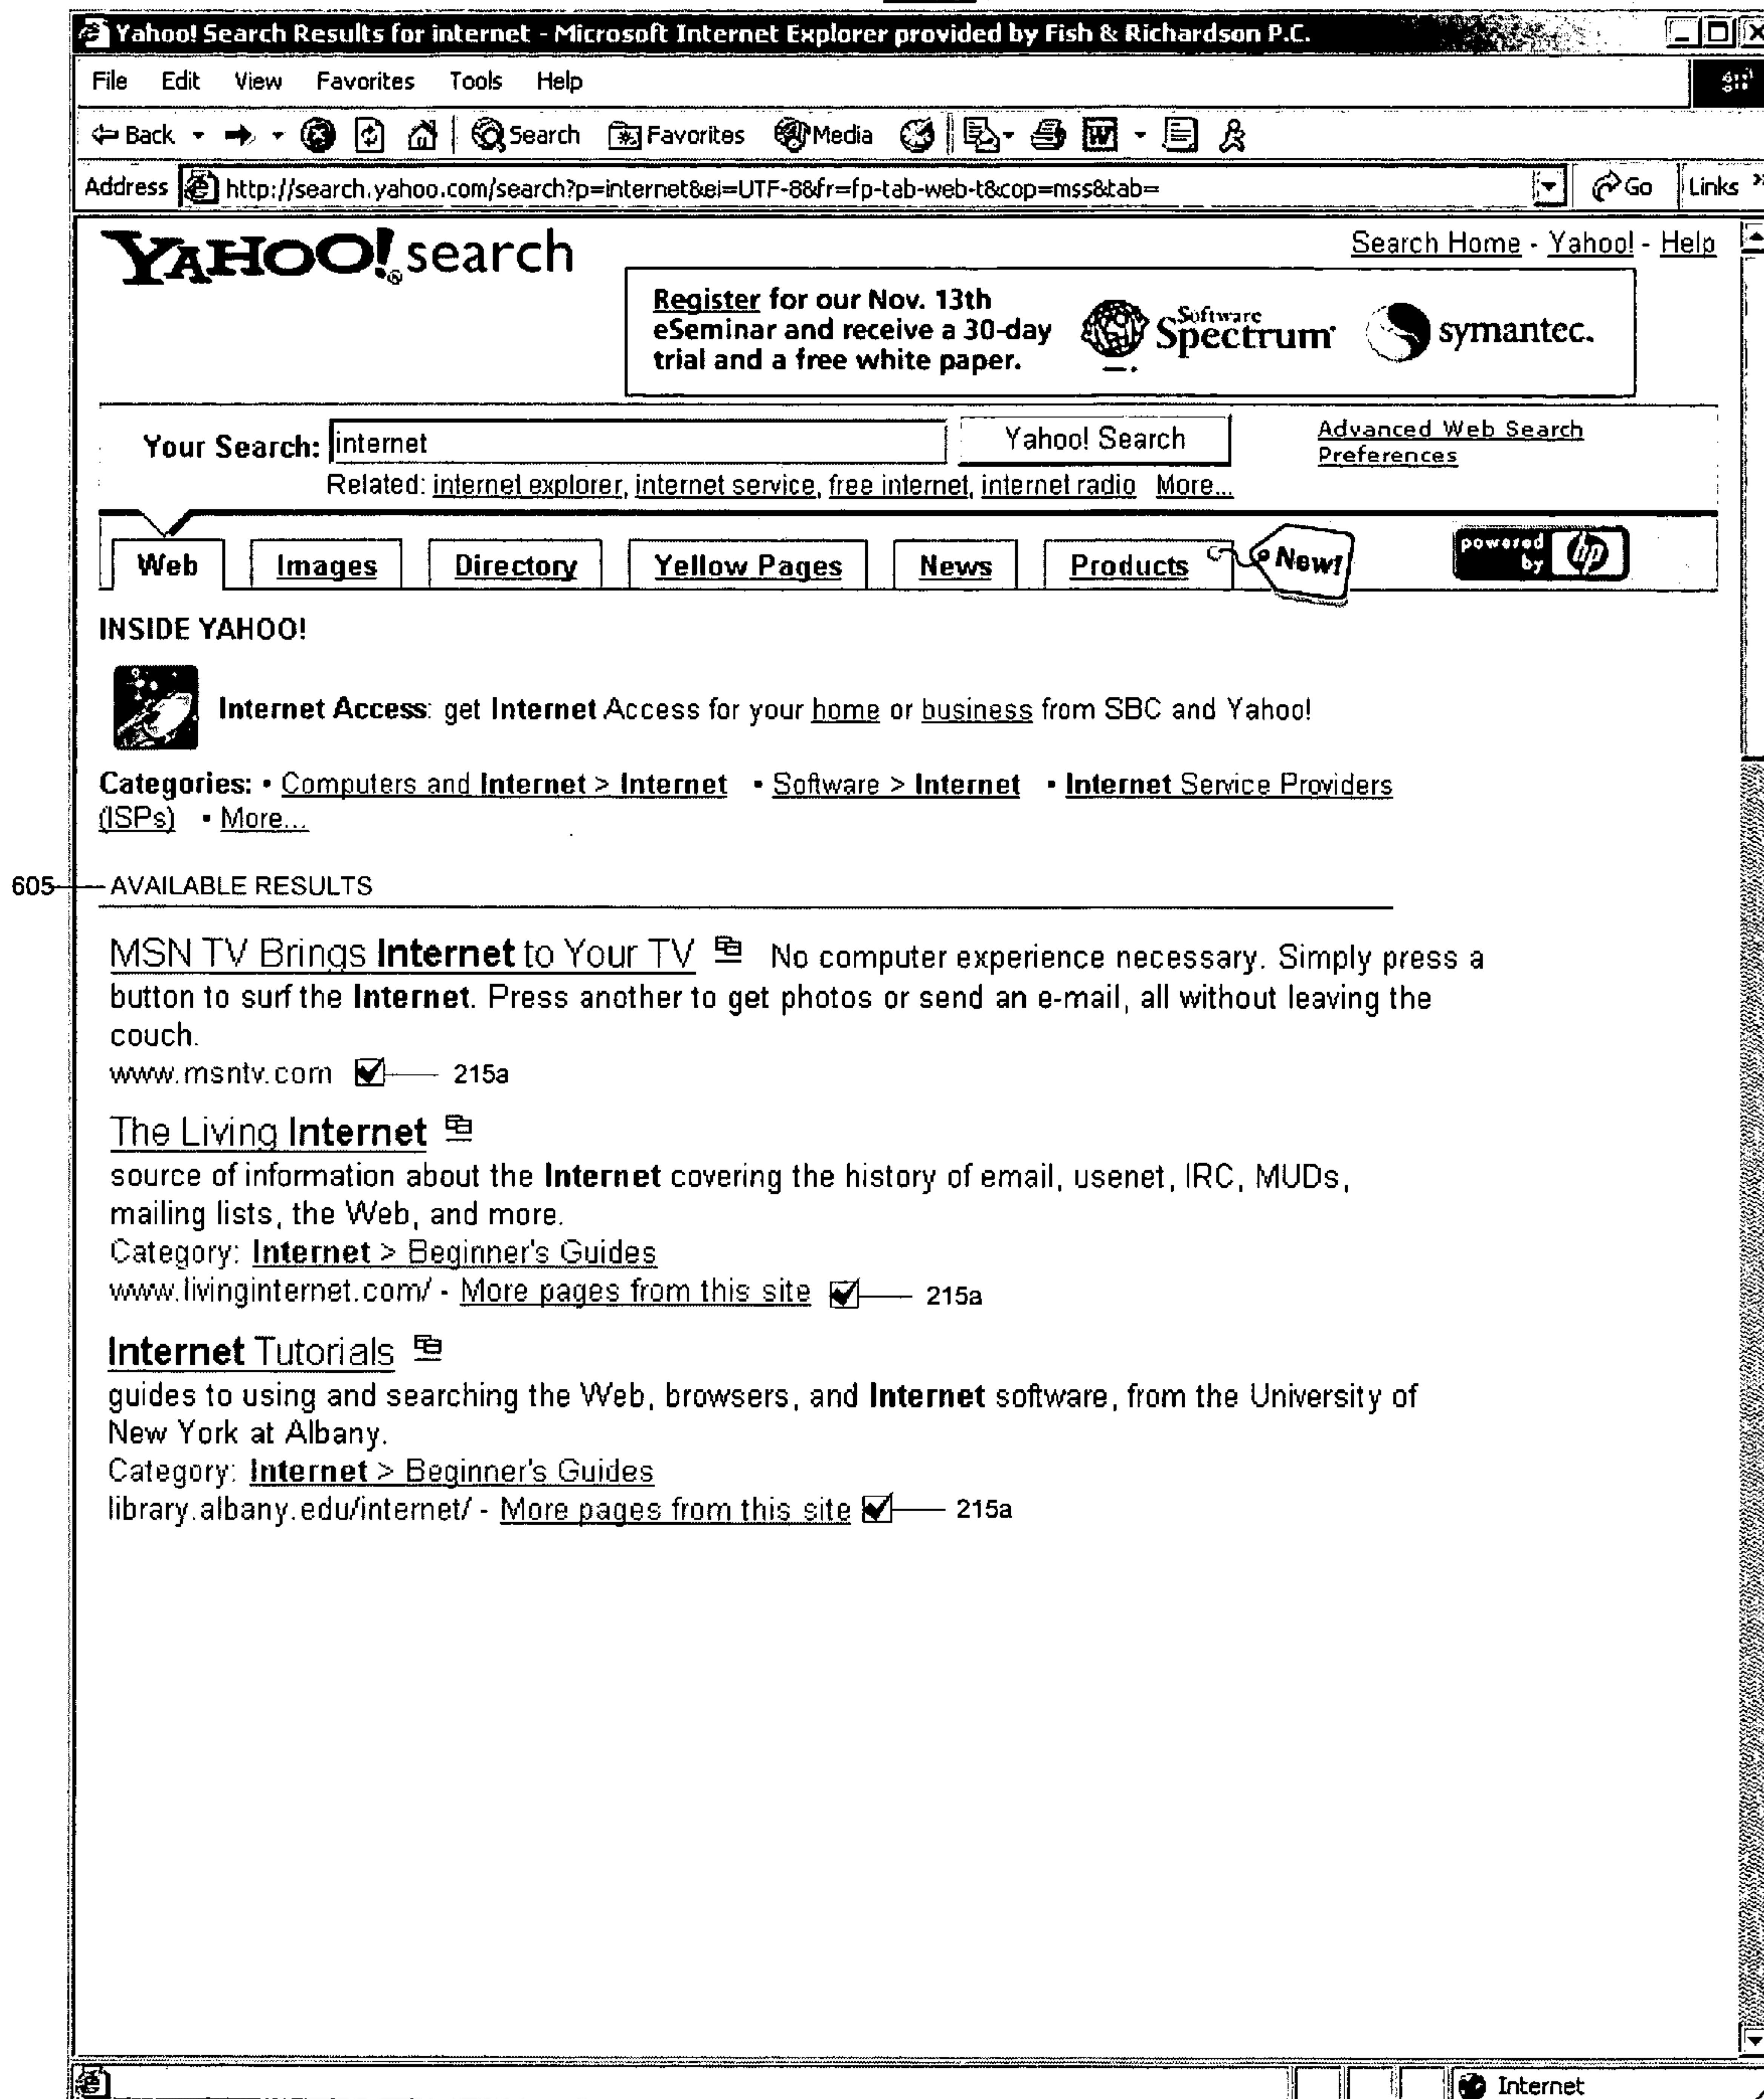 Yahoo! Search Results for internet - Microsoft Internet Explorer provided by Fish & Richardson P.C.
File Edit View Favorites Tools Help
Back Search Favorites Media
Address http://search.yahoo.com/search?p=internet&ei=UTF-8&fr=fp-tab-web-t&cop=mss&tab= Go Links »
YAHOO!® search Search Home - Yahoo! - Help
Register for our Nov. 13th
eSeminar and receive a 30-day
trial and a free white paper.
Software
Spectrum
symantec.
Your Search: internet Yahoo! Search Advanced Web Search
Preferences
Related: internet explorer, internet service, free internet, internet radio More...
Web Images Directory Yellow Pages News Products New! powered by hp
INSIDE YAHOO!
Internet Access: get Internet Access for your home or business from SBC and Yahoo!
Categories: • Computers and Internet > Internet • Software > Internet • Internet Service Providers
(ISPs) • More...
605 AVAILABLE RESULTS
MSN TV Brings Internet to Your TV No computer experience necessary. Simply press a
button to surf the Internet. Press another to get photos or send an e-mail, all without leaving the
couch.
www.msntv.com 215a
The Living Internet
source of information about the Internet covering the history of email, usenet, IRC, MUDs,
mailing lists, the Web, and more.
Category: Internet > Beginner's Guides
www.livinginternet.com/ - More pages from this site 215a
Internet Tutorials
guides to using and searching the Web, browsers, and Internet software, from the University of
New York at Albany.
Category: Internet > Beginner's Guides
library.albany.edu/internet/ - More pages from this site 215a
Internet